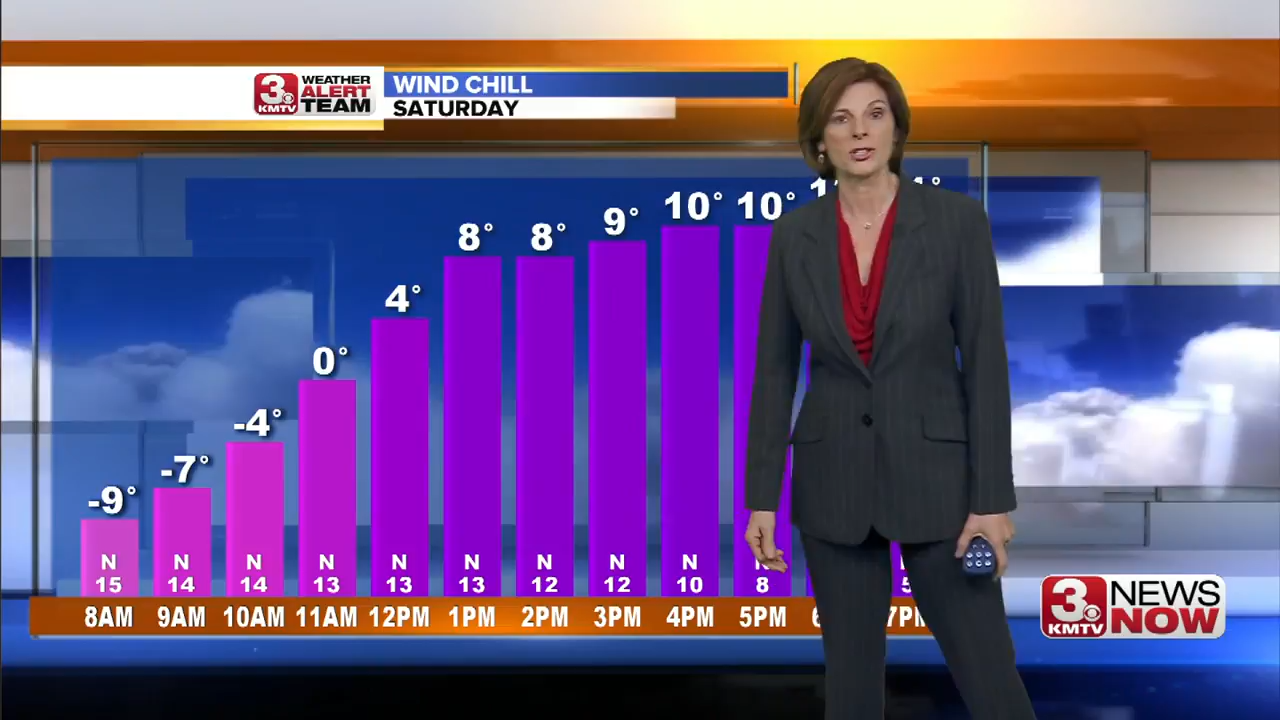 3 KMTV WEATHER ALERT TEAM
WIND CHILL
SATURDAY
-9° -7° -4° 0° 4° 8° 8° 9° 10° 10°
N N N N N N N N N N
15 14 14 13 13 13 12 12 10 8 5
8AM 9AM 10AM 11AM 12PM 1PM 2PM 3PM 4PM 5PM 7PM
3 KMTV NEWS NOW